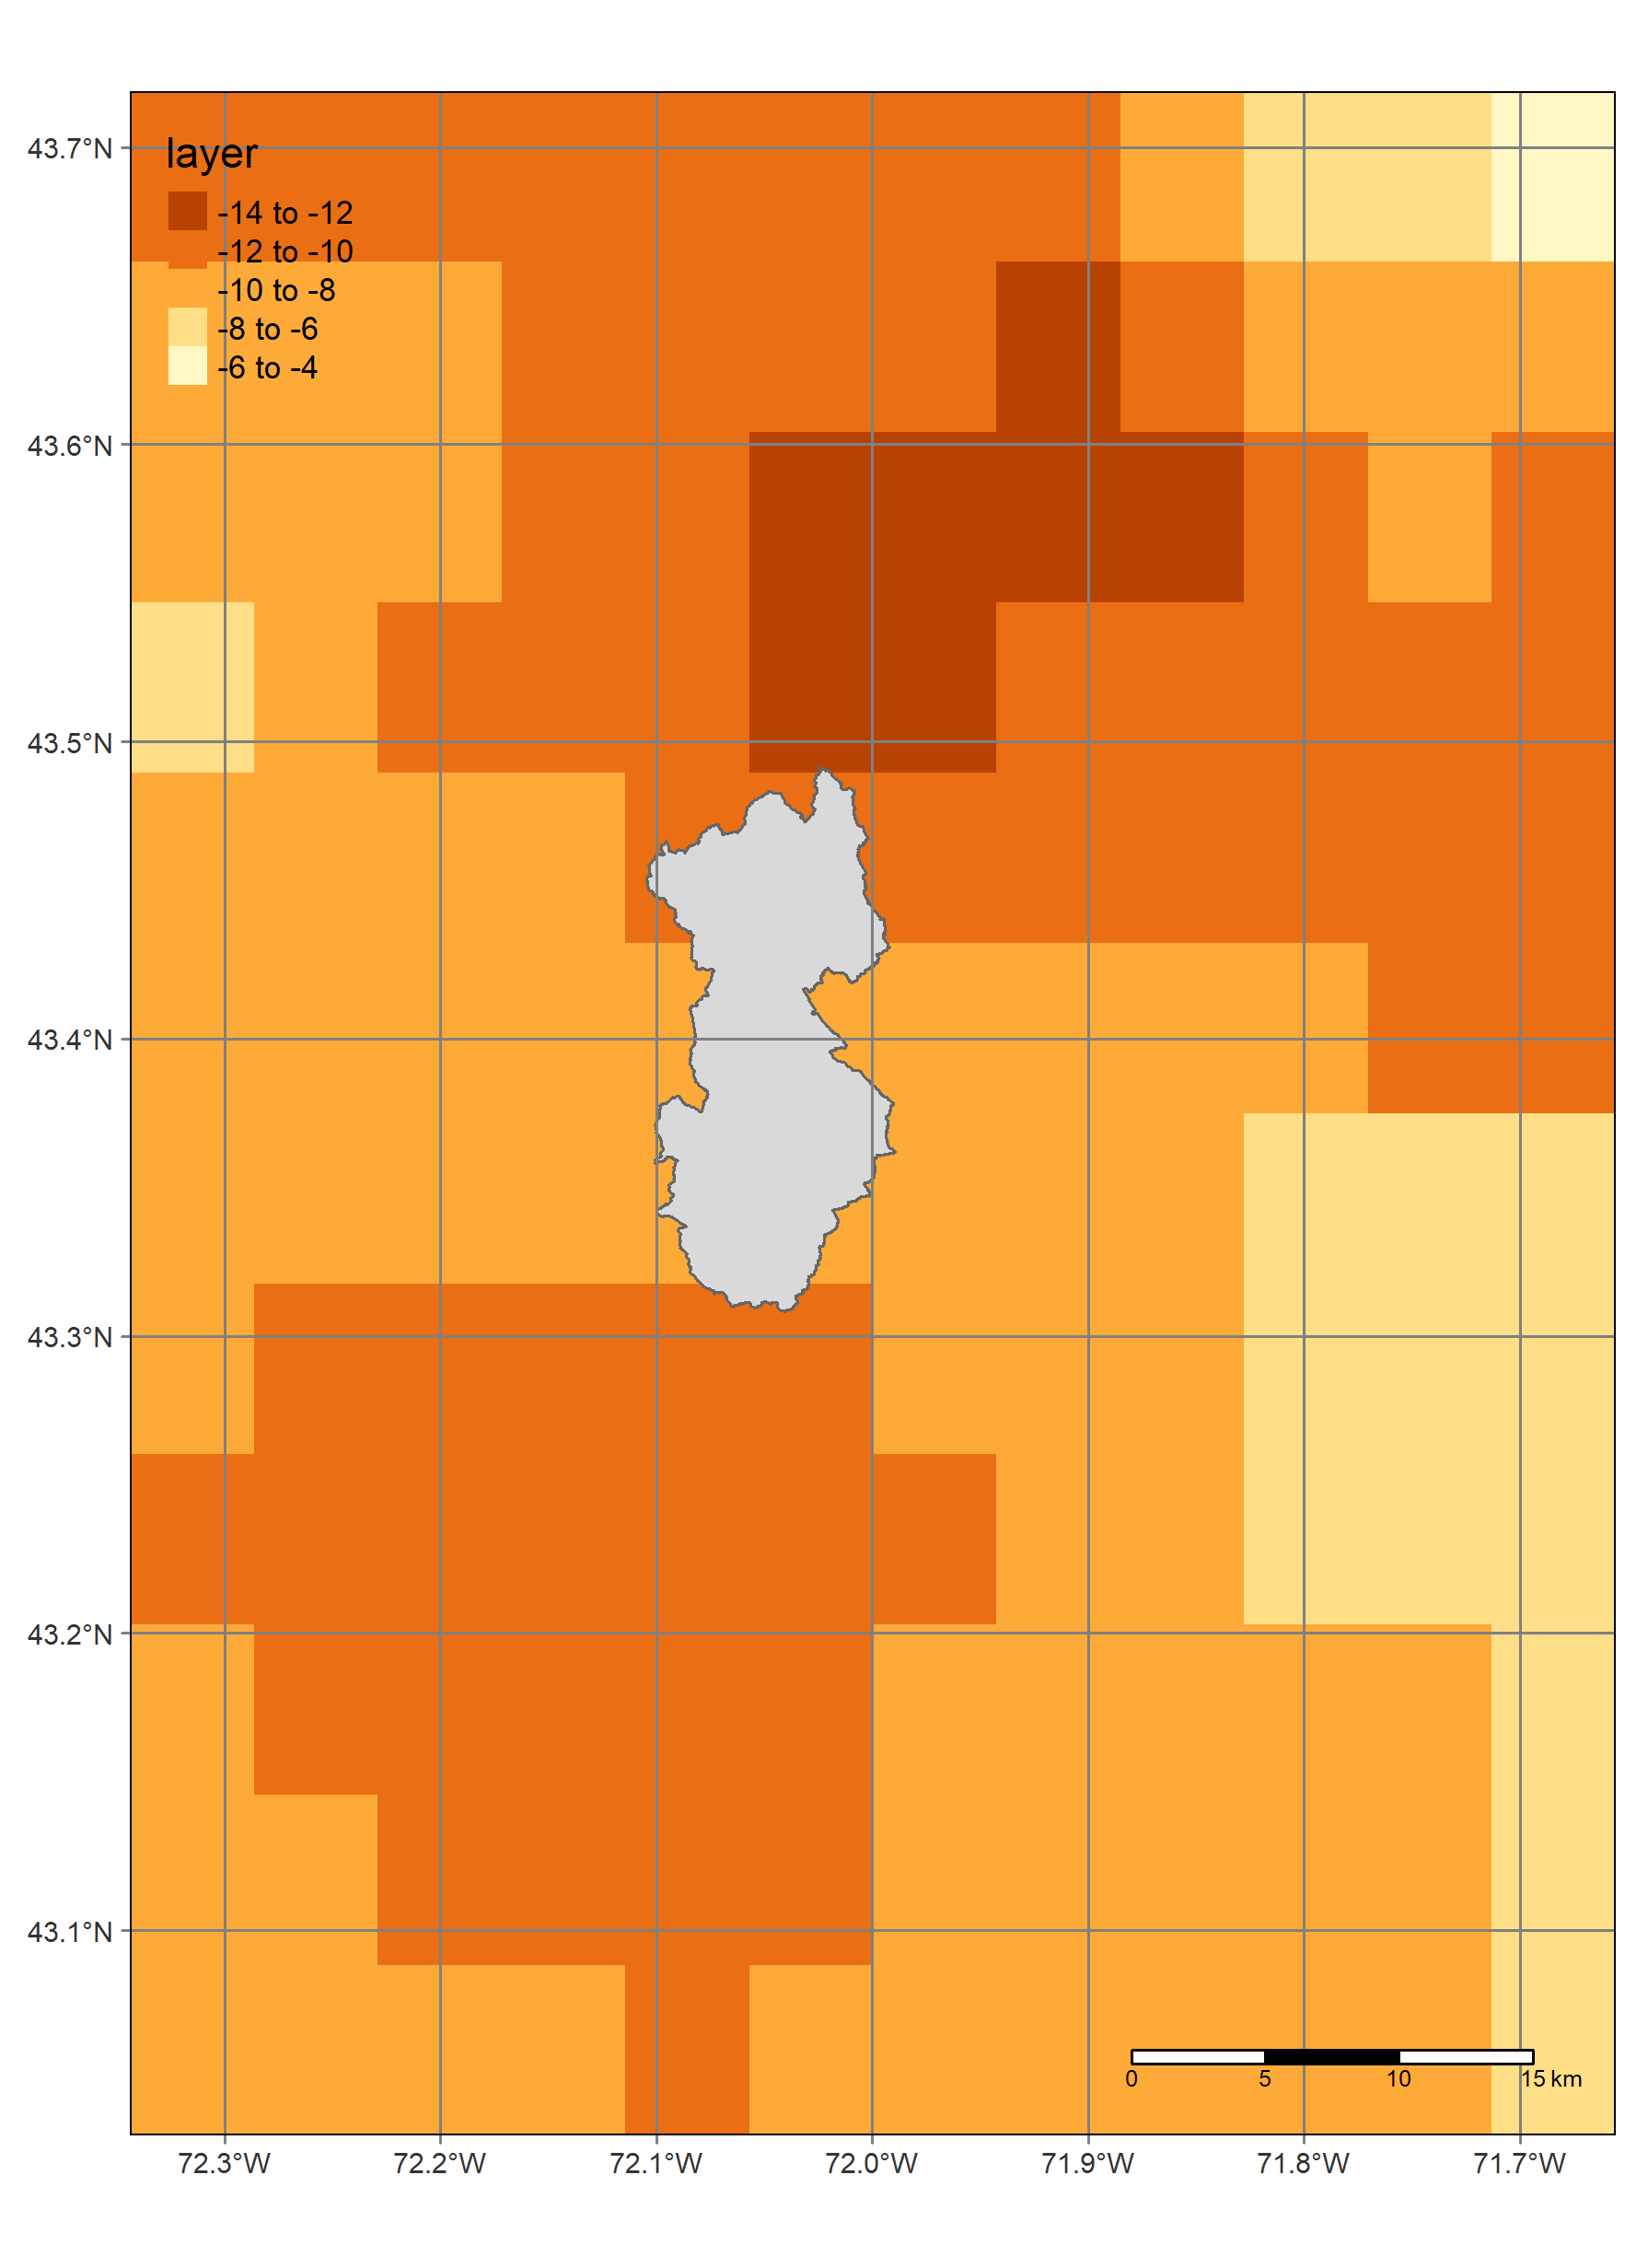 layer
-14 to -12
-12 to -10
-10 to -8
-8 to -6
-6 to -4
43.7°N
43.6°N
43.5°N
43.4°N
43.3°N
43.2°N
43.1°N
0 5 10 15 km
72.3°W 72.2°W 72.1°W 72.0°W 71.9°W 71.8°W 71.7°W